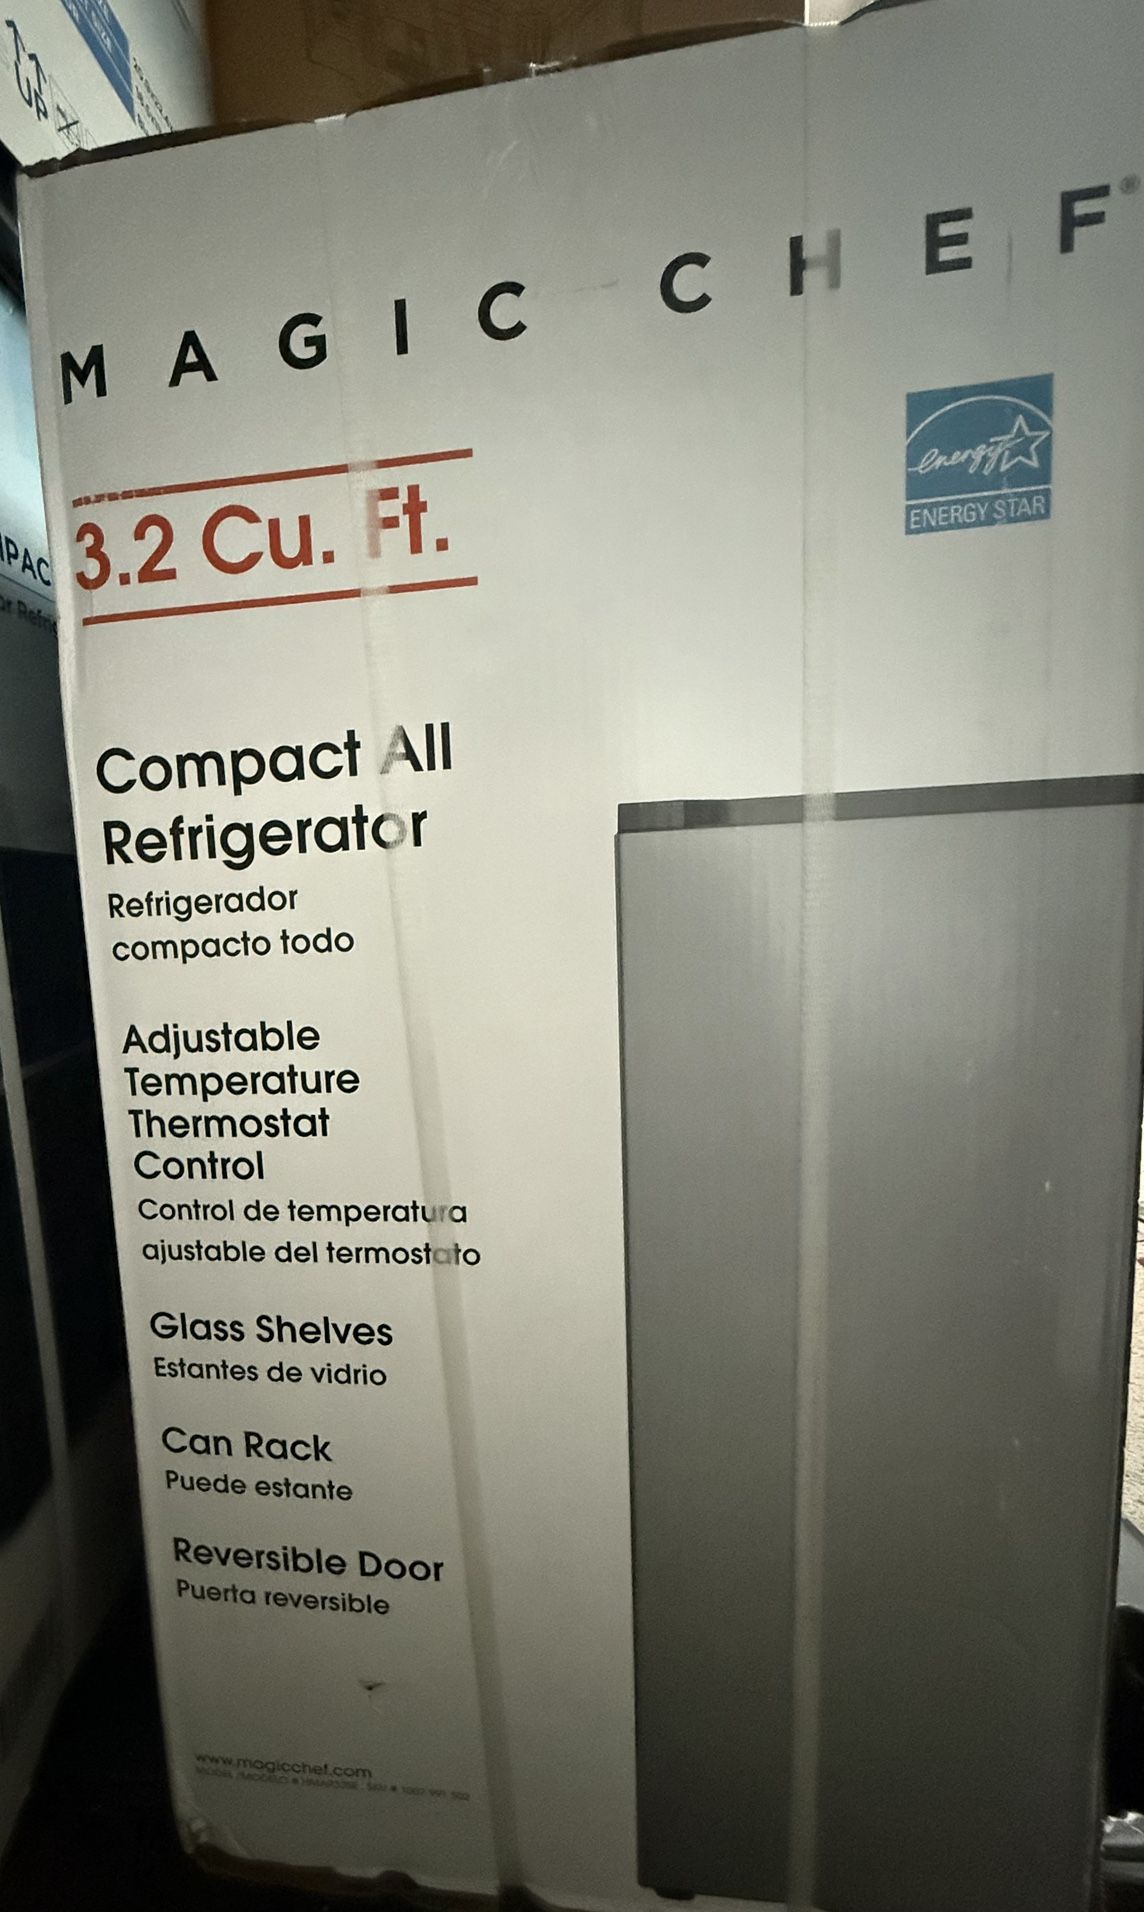 UP
MAGIC CHEF®
energy
ENERGY STAR
3.2 Cu. Ft.
Compact All
Refrigerator
Refrigerador
compacto todo
Adjustable
Temperature
Thermostat
Control
Control de temperatura
ajustable del termostato
Glass Shelves
Estantes de vidrio
Can Rack
Puede estante
Reversible Door
Puerta reversible
www.magicchef.com